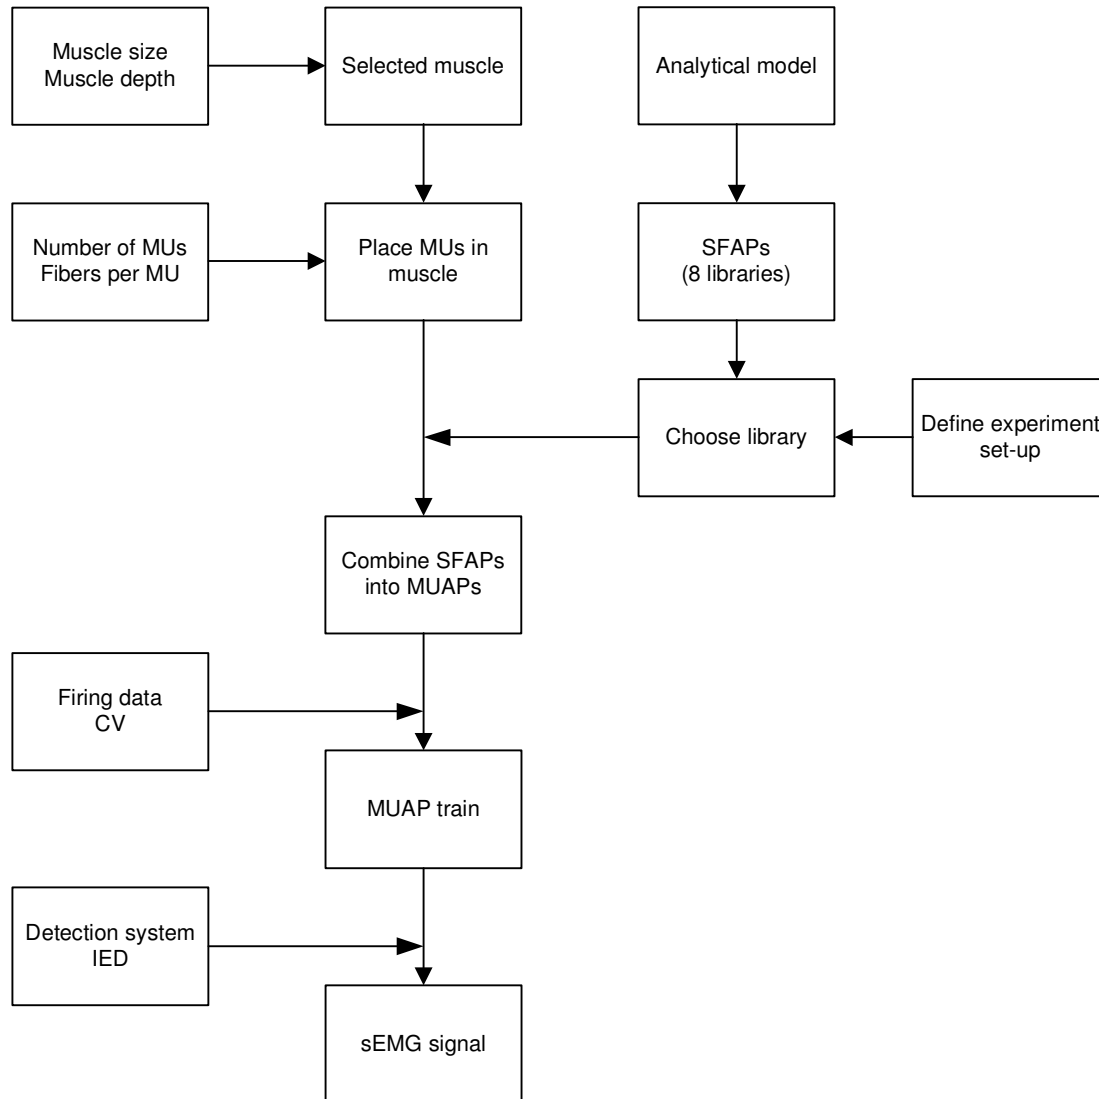 Muscle size
Muscle depth
Selected muscle
Analytical model
Number of MUs
Fibers per MU
Place MUs in
muscle
SFAPs
(8 libraries)
Choose library
Define experiment
set-up
Combine SFAPs
into MUAPs
Firing data
CV
MUAP train
Detection system
IED
sEMG signal